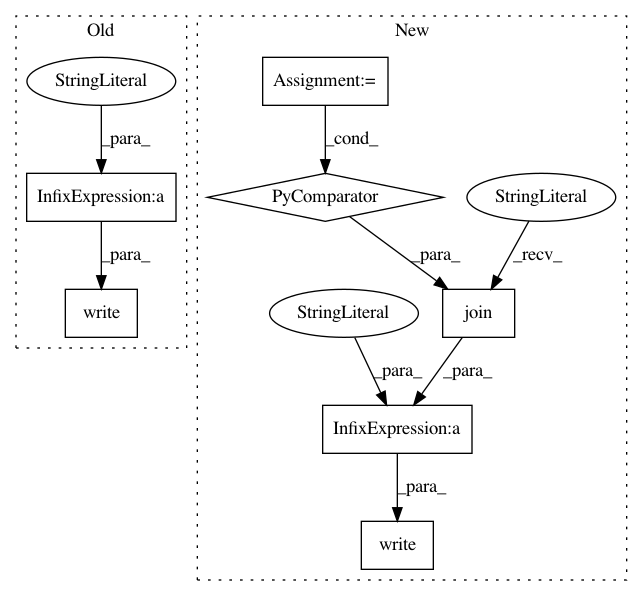 Old
New
StringLiteral
Assignment:=
_para_
_cond_
InfixExpression:a
PyComparator
StringLiteral
_para_
_para_
_recv_
write
StringLiteral
join
_para_
_para_
InfixExpression:a
_para_
write